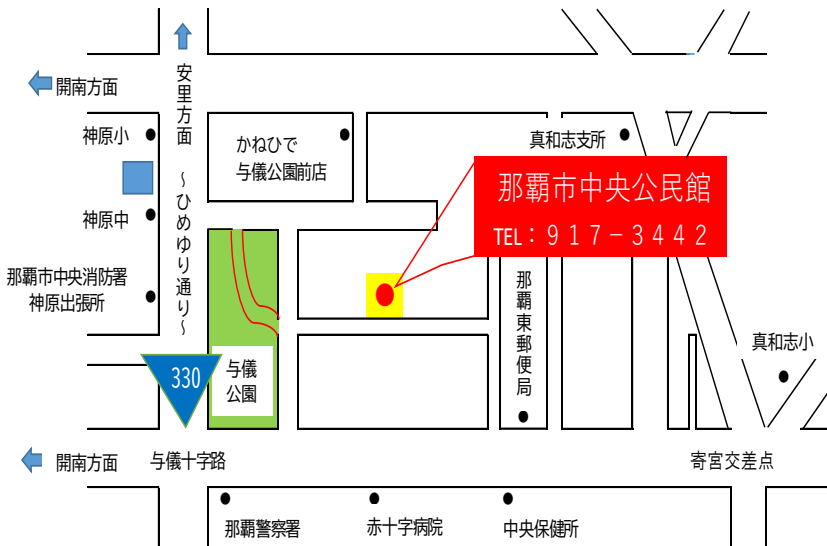 安里方面　～ひめゆり通り～
開南方面
神原小
かねひで
与儀公園前店
真和志支所
那覇市中央公民館
TEL：９１７－３４４２
神原中
那覇市中央消防署
神原出張所
那覇東郵便局
真和志小
330
与儀
公園
開南方面
与儀十字路
寄宮交差点
那覇警察署
赤十字病院
中央保健所